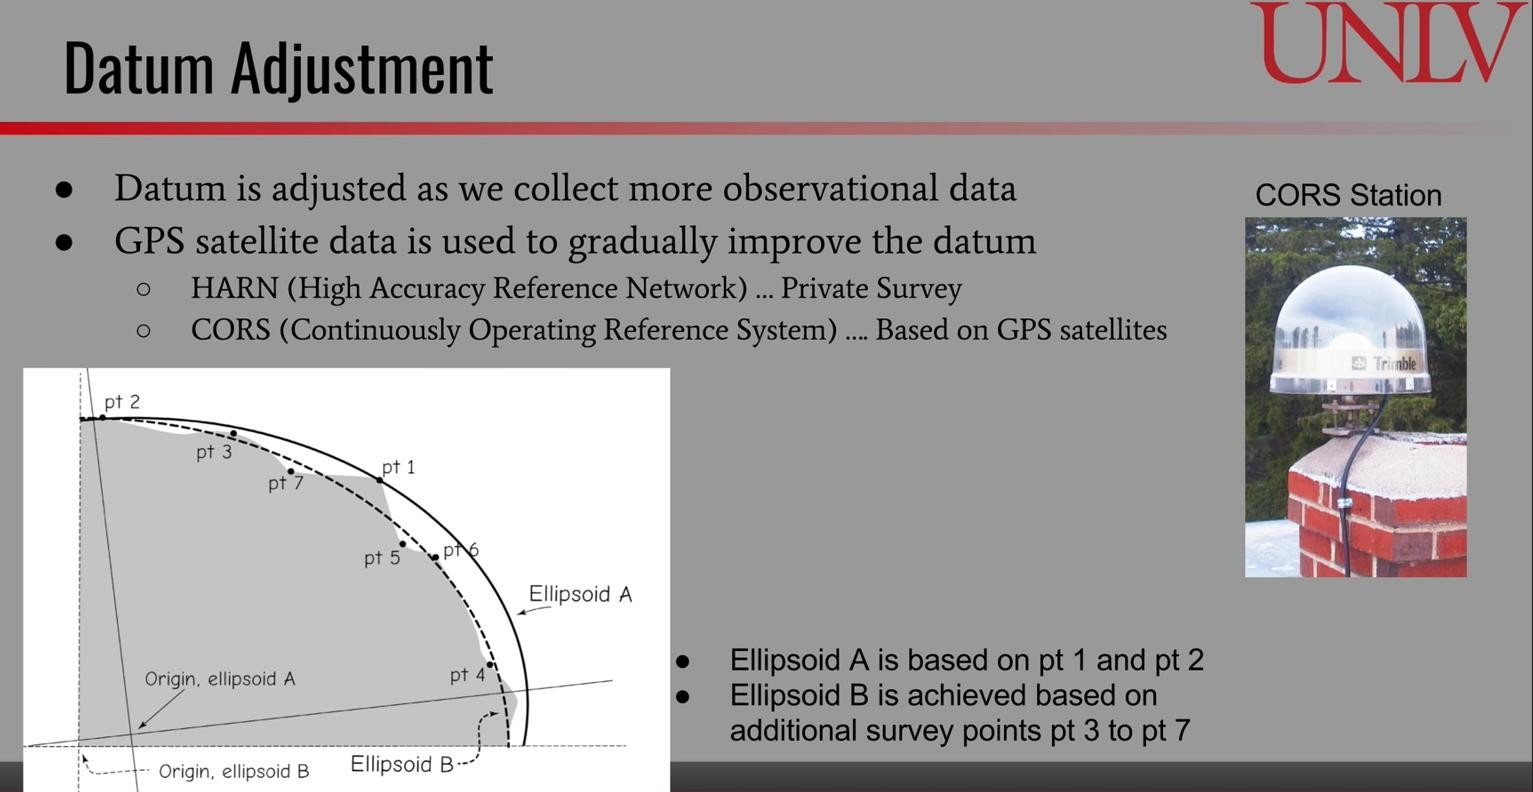 UNLV
Datum Adjustment
● Datum is adjusted as we collect more observational data
● GPS satellite data is used to gradually improve the datum
○ HARN (High Accuracy Reference Network) ... Private Survey
○ CORS (Continuously Operating Reference System) .... Based on GPS satellites
CORS Station
Trimble
pt 2
pt 3
pt 7
pt 1
pt 5
pt 6
Ellipsoid A
pt 4
Origin, ellipsoid A
Ellipsoid B
Origin, ellipsoid B
● Ellipsoid A is based on pt 1 and pt 2
● Ellipsoid B is achieved based on
additional survey points pt 3 to pt 7